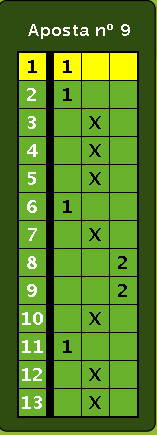 Aposta nº 9
1 1
2 1
3 X
4 X
5 X
6 1
7 X
8 2
9 2
10 X
11 1
12 X
13 X